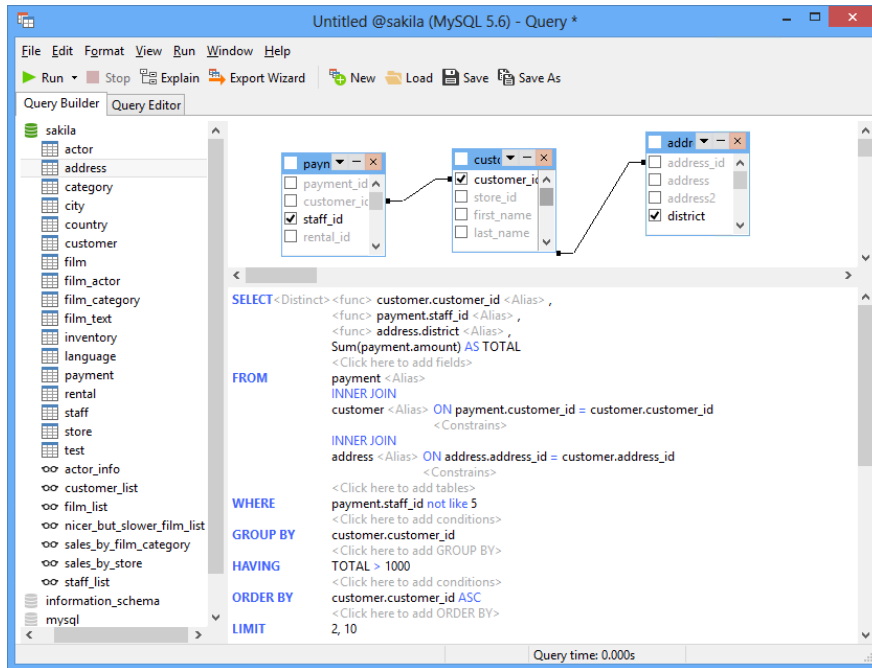 Untitled @sakila (MySQL 5.6) - Query *
File Edit Format View Run Window Help
Run Stop Explain Export Wizard New Load Save Save As
Query Builder Query Editor
sakila
actor
address
category
city
country
customer
film
film_actor
film_category
film_text
inventory
language
payment
rental
staff
store
test
actor_info
customer_list
film_list
nicer_but_slower_film_list
sales_by_film_category
sales_by_store
staff_list
information_schema
mysql
payn
payment_id
customer_id
staff_id
rental_id
custo
customer_id
store_id
first_name
last_name
addr
address_id
address
address2
district
SELECT <Distinct> <func> customer.customer_id <Alias> ,
<func> payment.staff_id <Alias> ,
<func> address.district <Alias> ,
Sum(payment.amount) AS TOTAL
<Click here to add fields>
FROM payment <Alias>
INNER JOIN
customer <Alias> ON payment.customer_id = customer.customer_id
<Constrains>
INNER JOIN
address <Alias> ON address.address_id = customer.address_id
<Constrains>
<Click here to add tables>
WHERE payment.staff_id not like 5
<Click here to add conditions>
GROUP BY customer.customer_id
<Click here to add GROUP BY>
HAVING TOTAL > 1000
<Click here to add conditions>
ORDER BY customer.customer_id ASC
<Click here to add ORDER BY>
LIMIT 2, 10
Query time: 0.000s